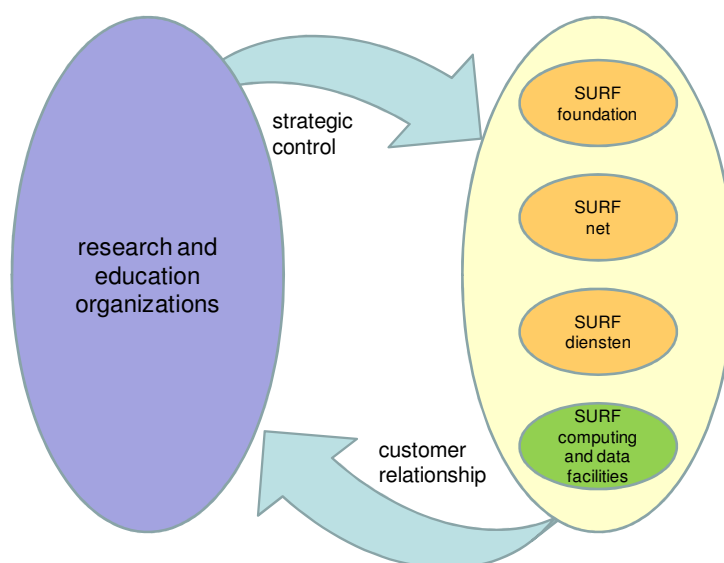 research and
education
organizations
strategic
control
SURF
foundation
SURF
net
SURF
diensten
SURF
computing
and data
facilities
customer
relationship